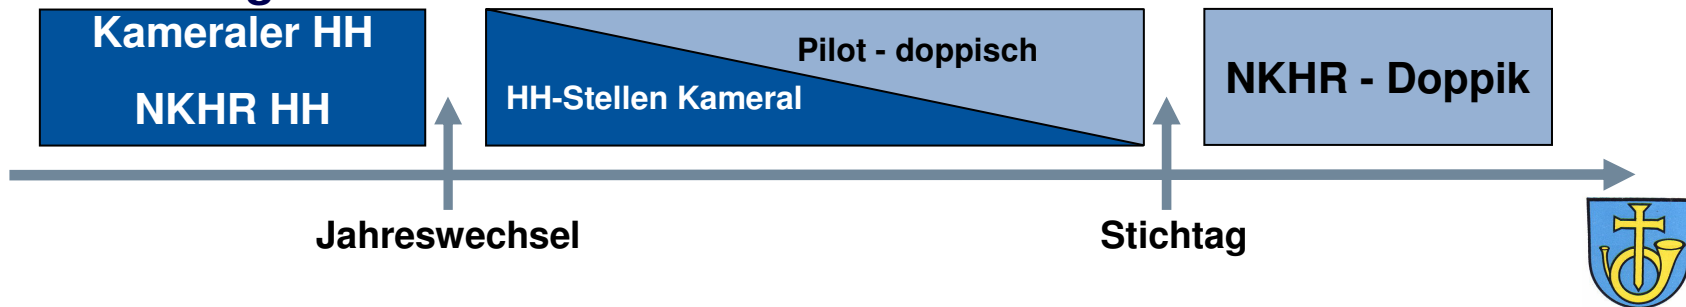 Kameraler HH
NKHR HH
Pilot - doppisch
HH-Stellen Kameral
NKHR - Doppik
Jahreswechsel
Stichtag